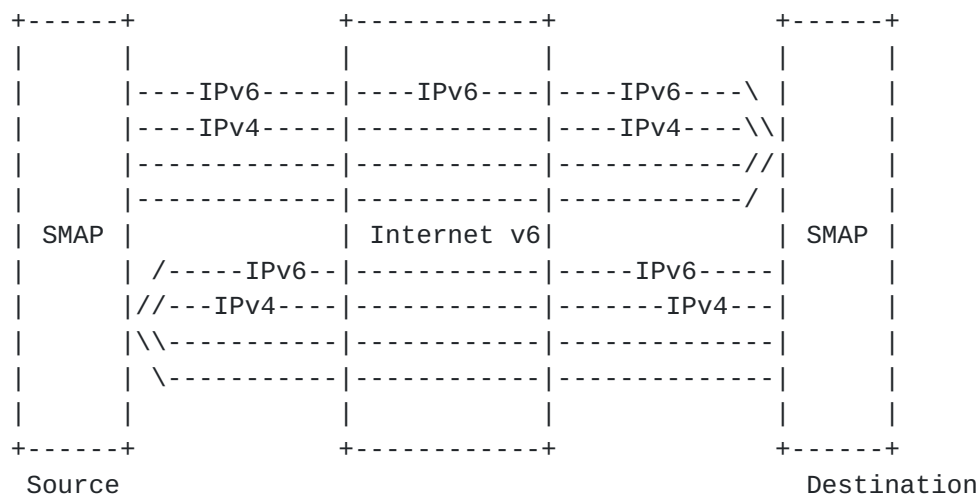 +------+             +------------+              +------+
|      |             |            |              |      |
|      |----IPv6-----|----IPv6----|----IPv6----\ |      |
|      |----IPv4-----|------------|----IPv4----\\|      |
|      |-------------|------------|------------//|      |
|      |-------------|------------|------------/ |      |
| SMAP |             | Internet v6|              | SMAP |
|      | /-----IPv6--|------------|-----IPv6-----|      |
|      |//---IPv4----|------------|-------IPv4---|      |
|      |\\-----------|------------|--------------|      |
|      | \-----------|------------|--------------|      |
|      |             |            |              |      |
+------+             +------------+              +------+
Source Destination